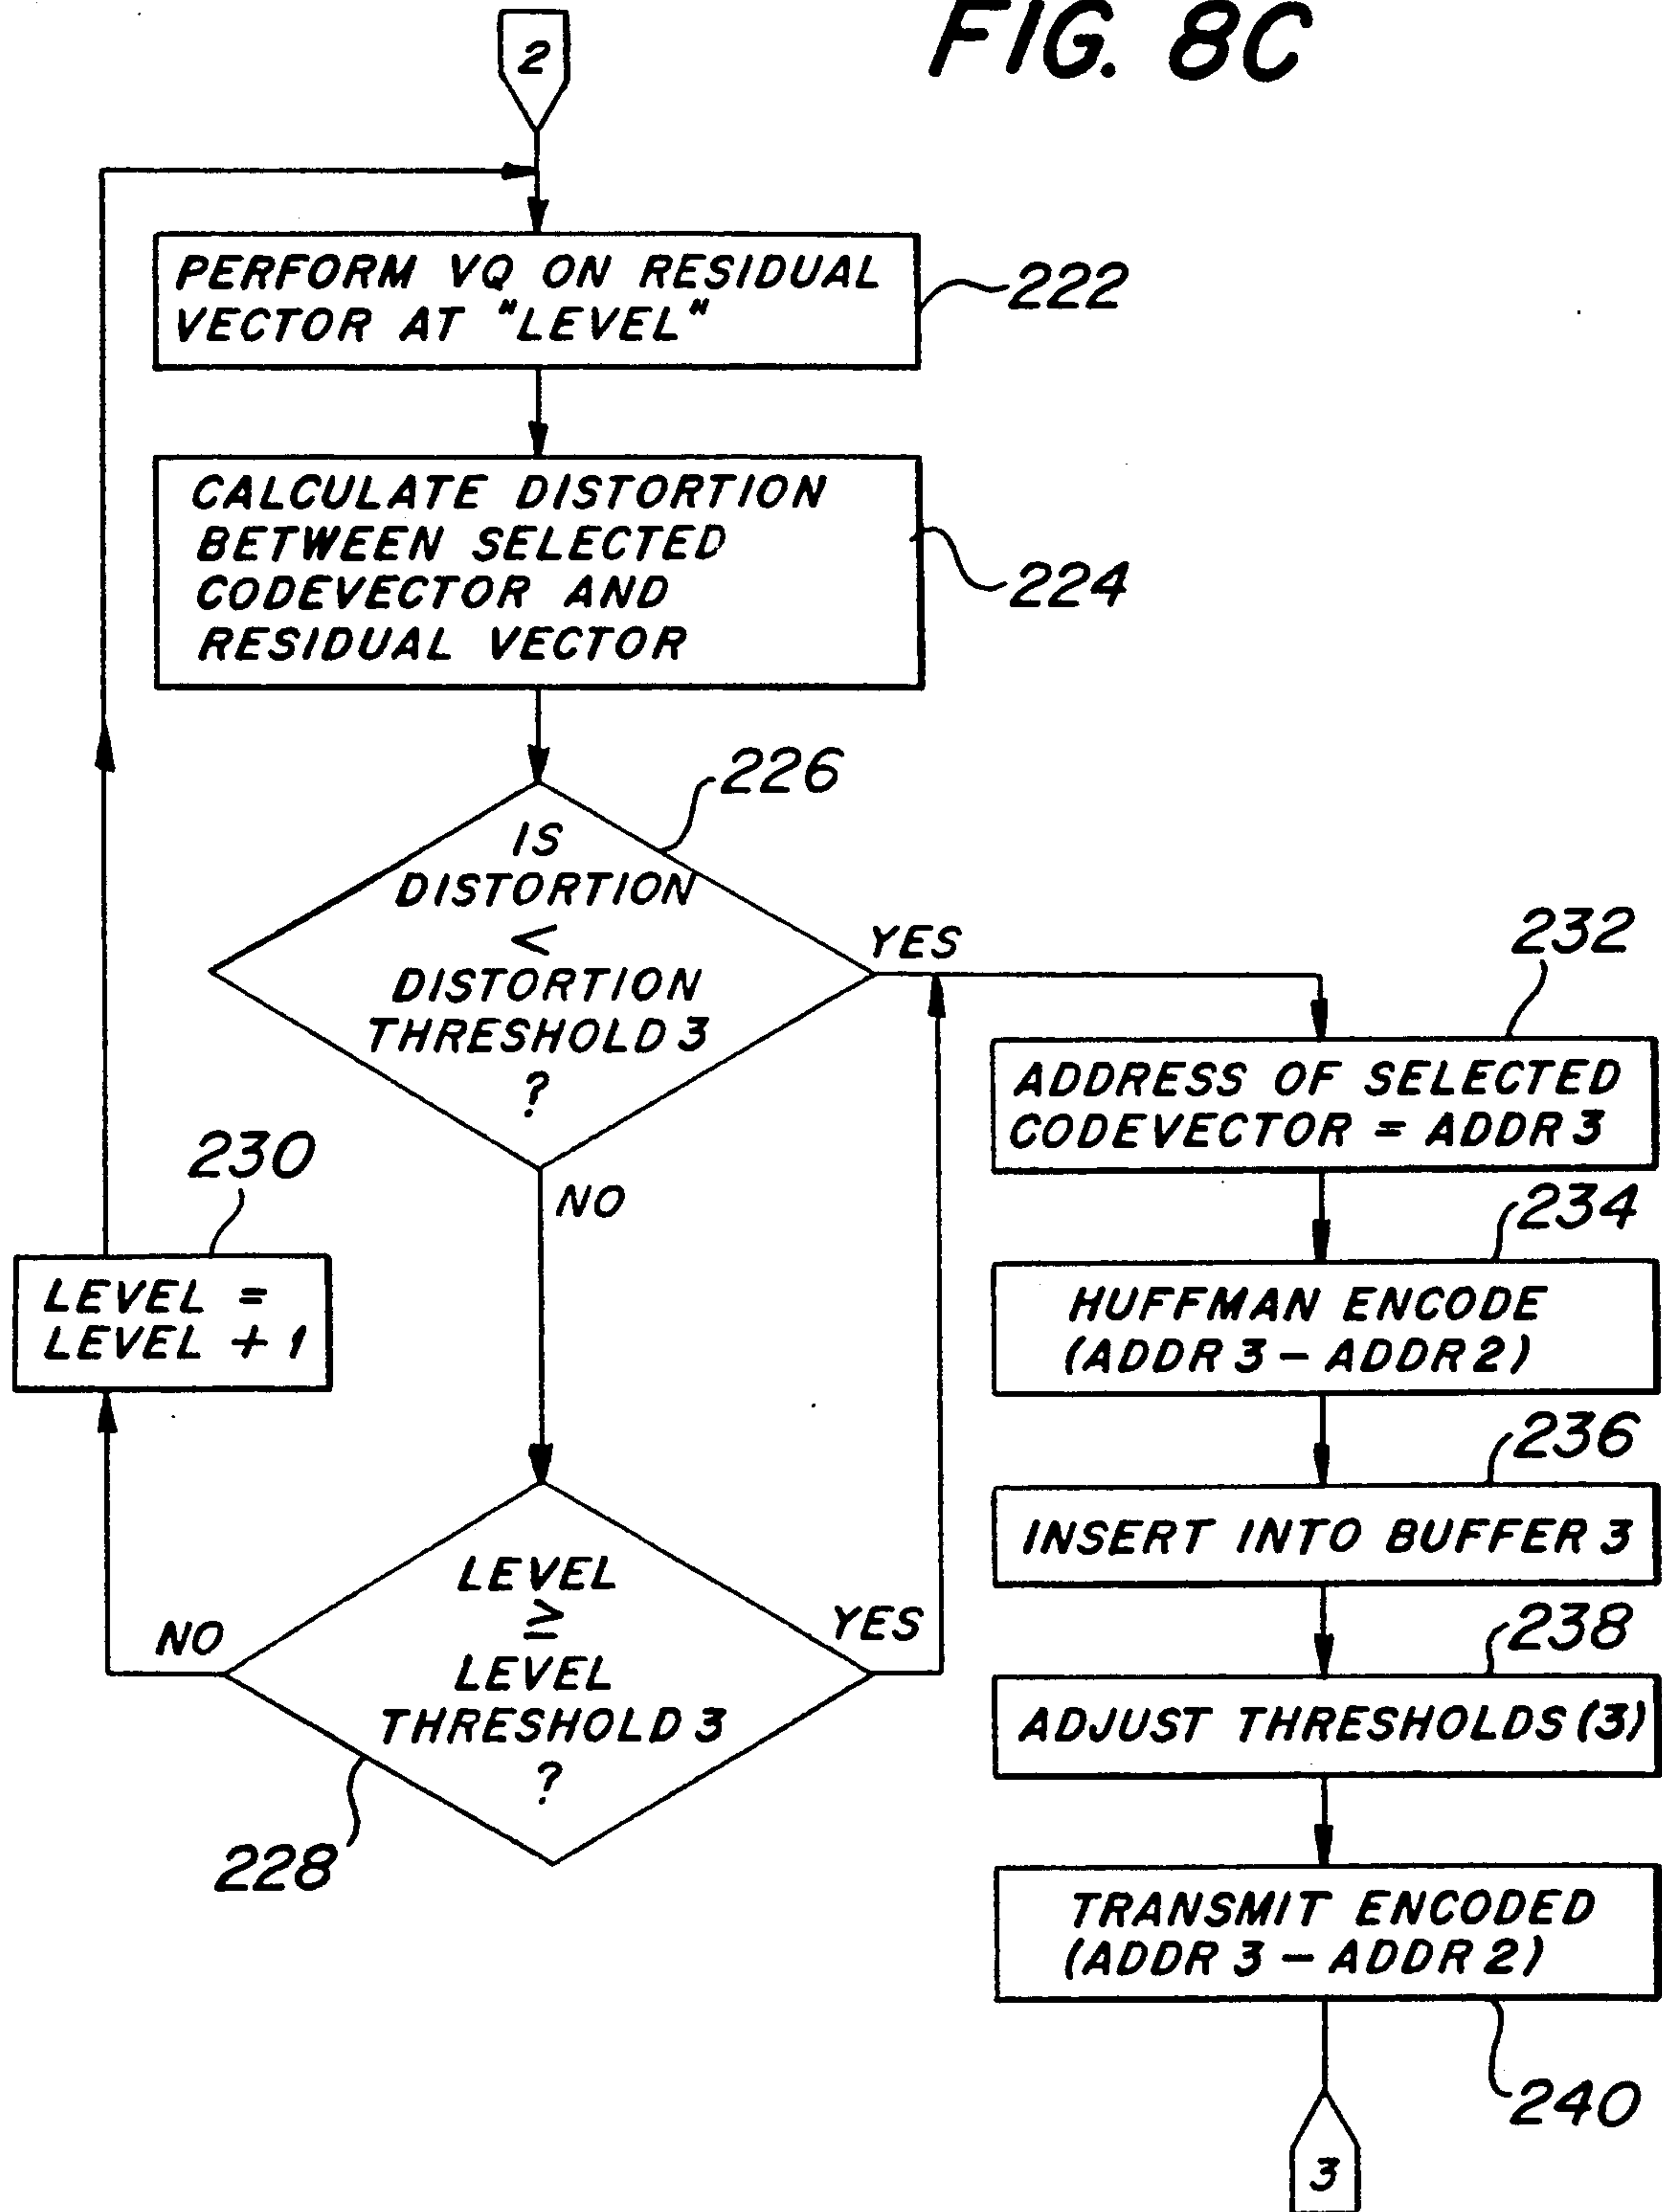 FIG. 8C
2
PERFORM VQ ON RESIDUAL
VECTOR AT "LEVEL"
222
CALCULATE DISTORTION
BETWEEN SELECTED
CODEVECTOR AND
RESIDUAL VECTOR
224
226
IS
DISTORTION
<
DISTORTION
THRESHOLD 3
?
YES
NO
230
LEVEL =
LEVEL + 1
LEVEL
≥
LEVEL
THRESHOLD 3
?
NO
YES
228
232
ADDRESS OF SELECTED
CODEVECTOR = ADDR 3
234
HUFFMAN ENCODE
(ADDR 3 – ADDR 2)
236
INSERT INTO BUFFER 3
238
ADJUST THRESHOLDS (3)
TRANSMIT ENCODED
(ADDR 3 – ADDR 2)
240
3